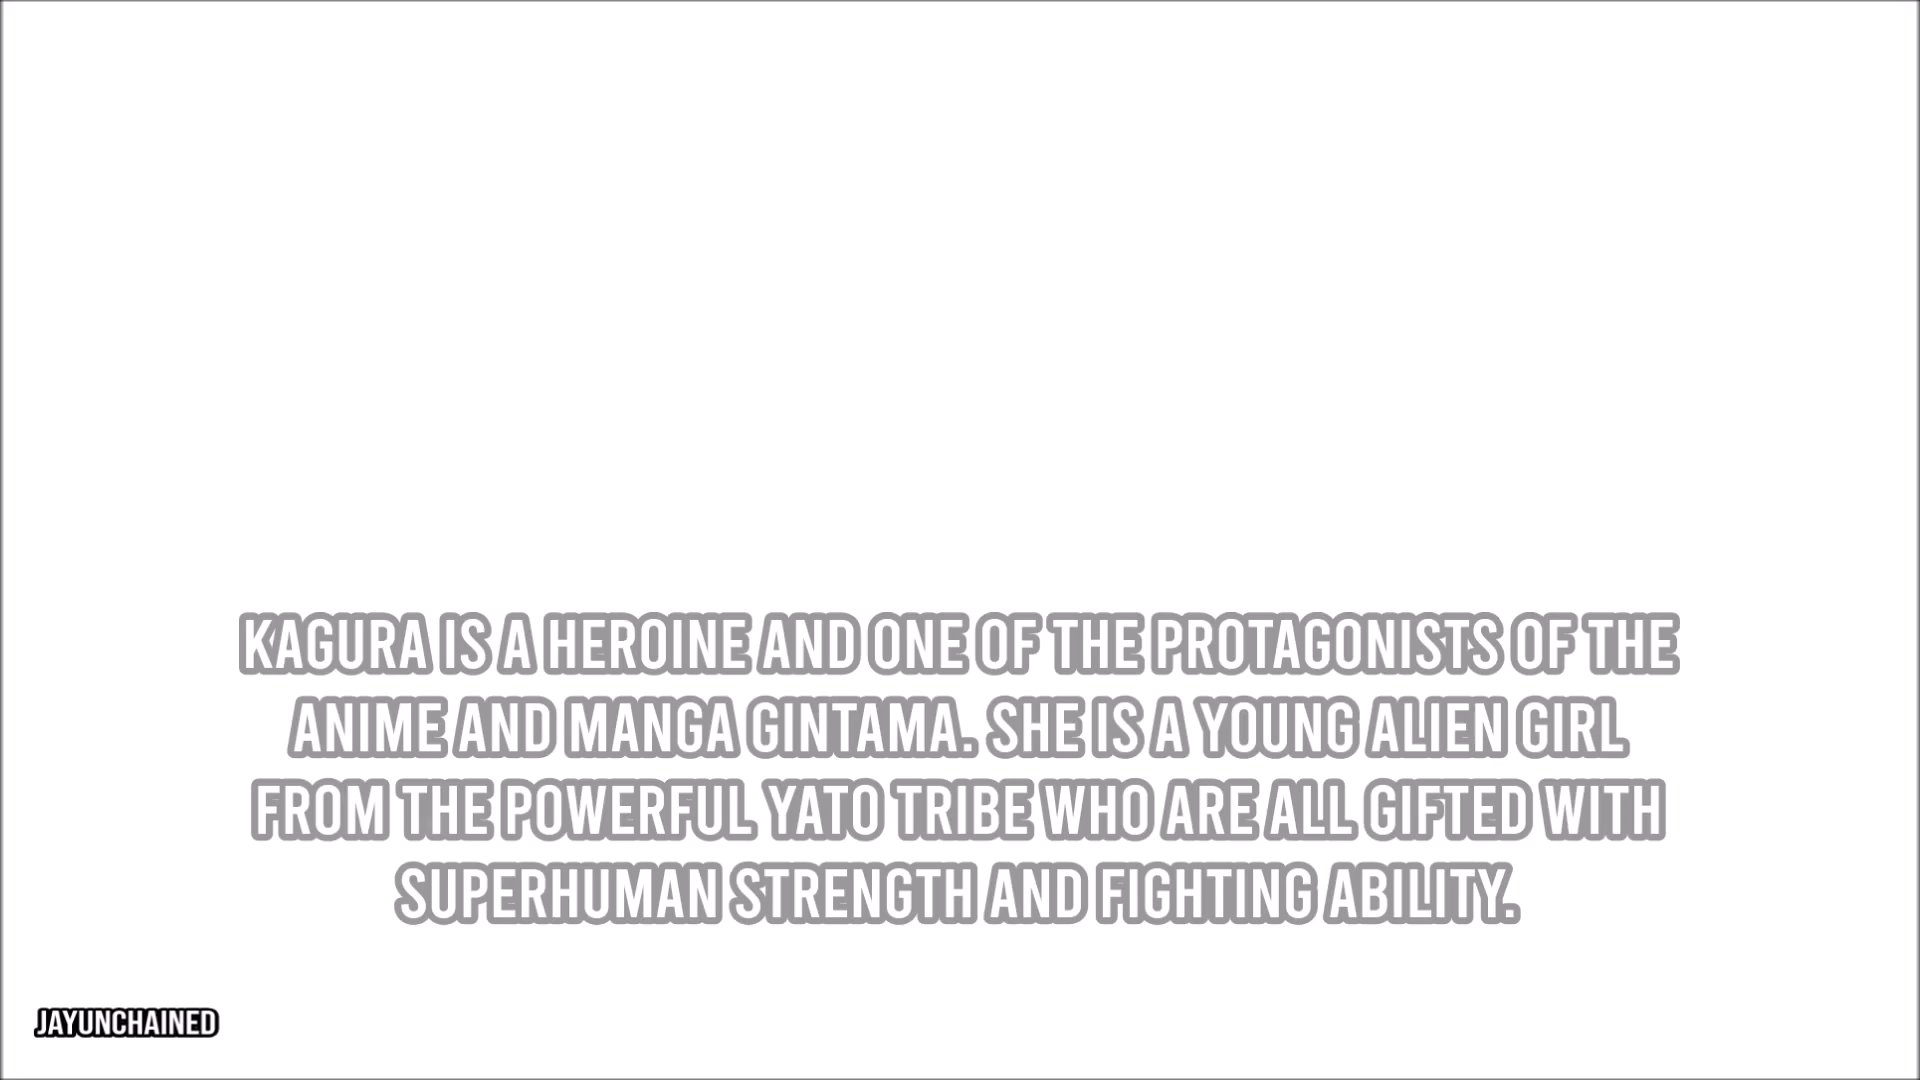 KAGURA IS A HEROINE AND ONE OF THE PROTAGONISTS OF THE
ANIME AND MANGA GINTAMA. SHE IS A YOUNG ALIEN GIRL
FROM THE POWERFUL YATO TRIBE WHO ARE ALL GIFTED WITH
SUPERHUMAN STRENGTH AND FIGHTING ABILITY.
JAYUNCHAINED